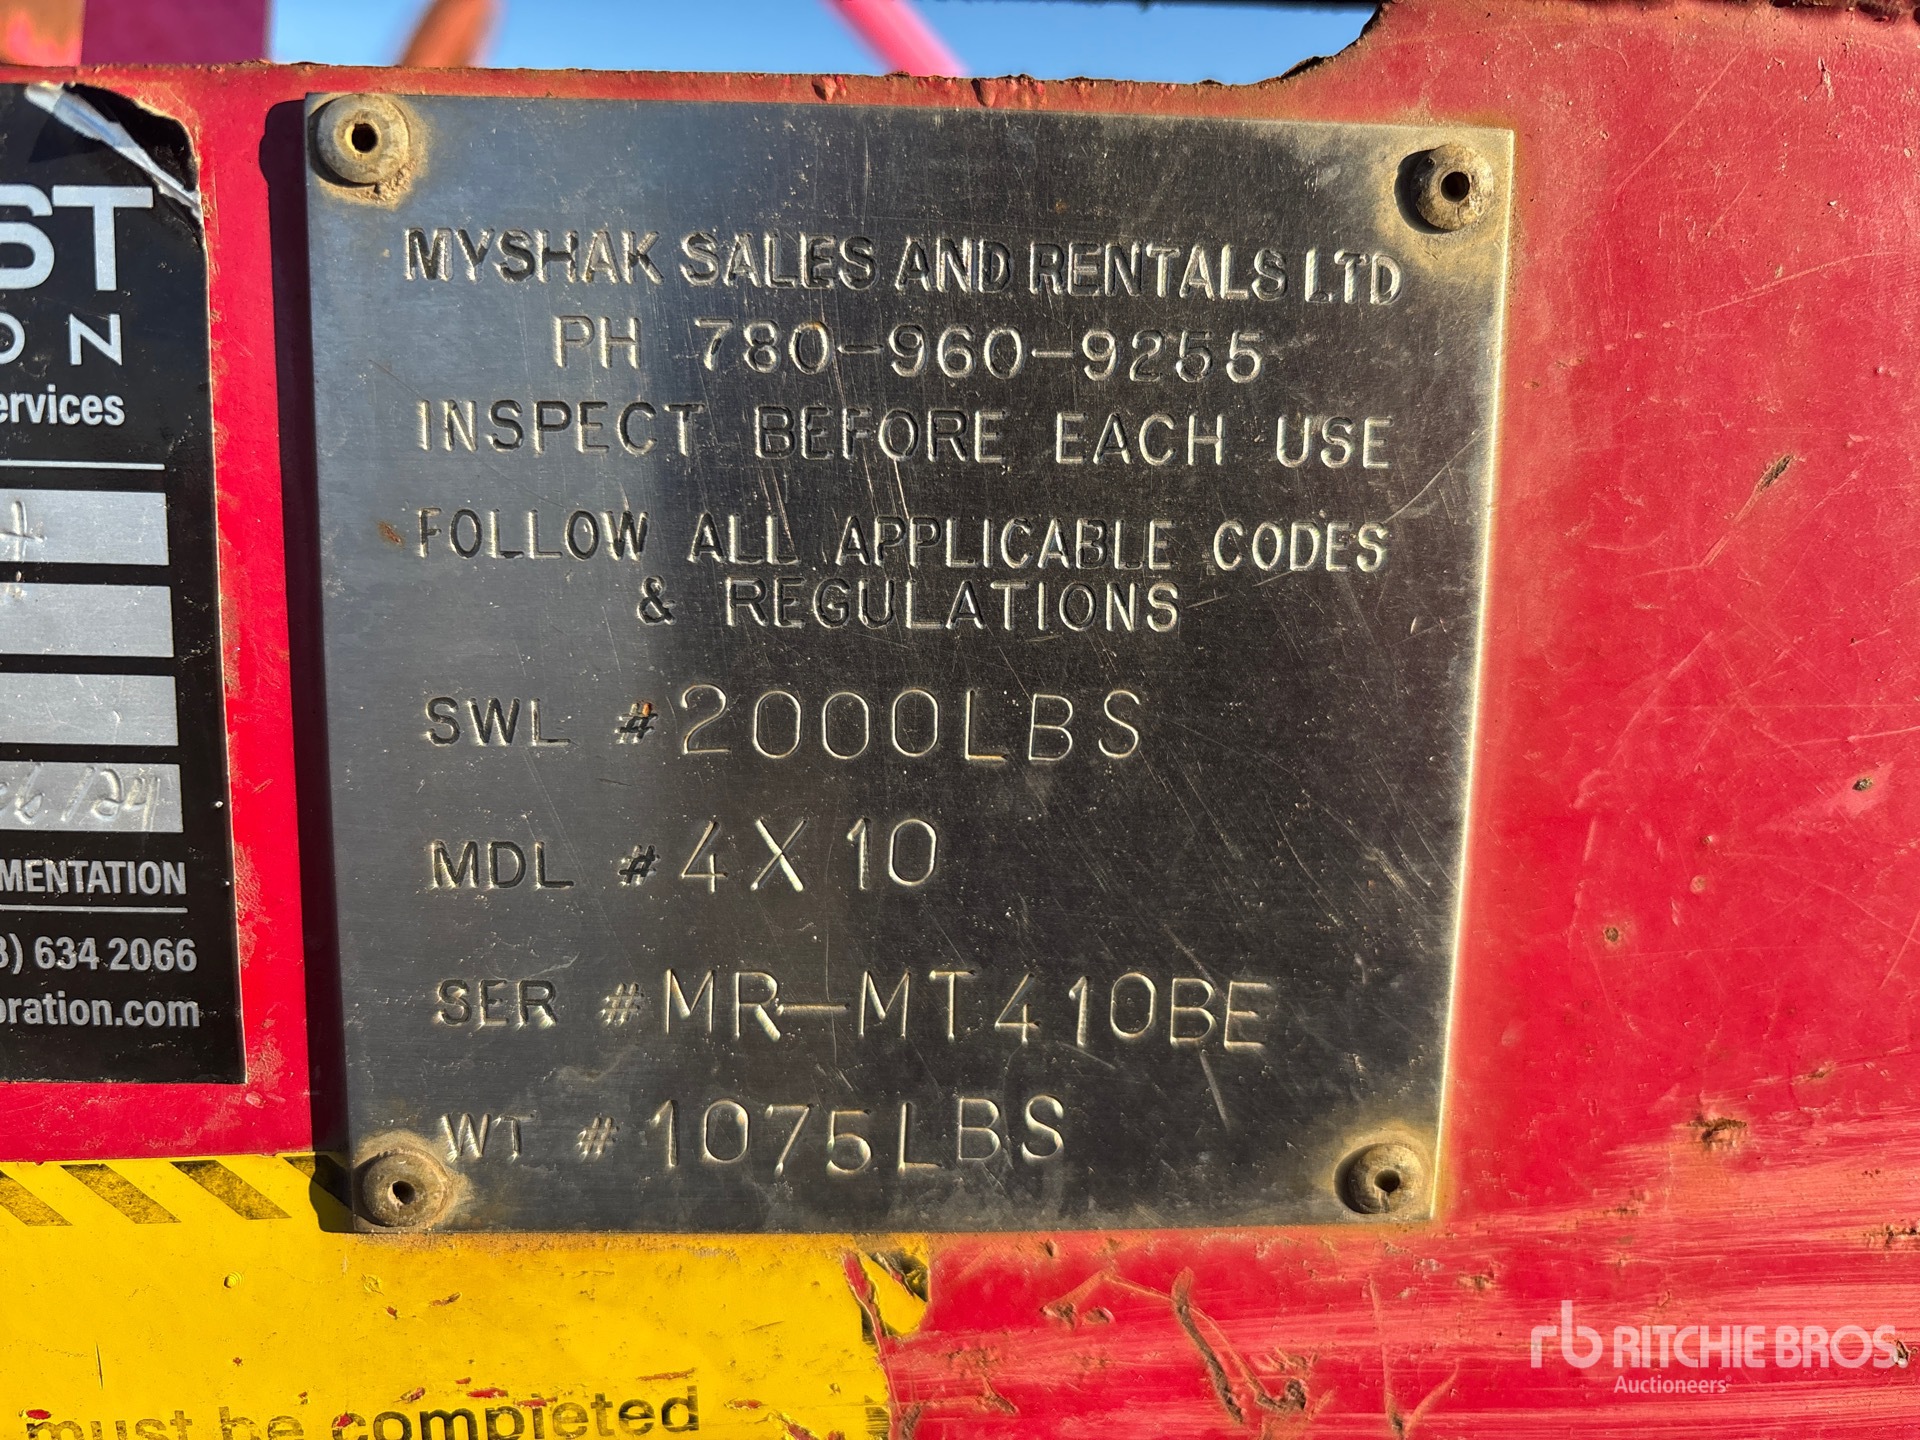 ST
ON
ervices
MENTATION
) 634 2066
oration.com
MYSHAK SALES AND RENTALS LTD
PH 780-960-9255
INSPECT BEFORE EACH USE
FOLLOW ALL APPLICABLE CODES
& REGULATIONS
SWL # 2000LBS
MDL # 4X10
SER # MR-MT410BE
WT # 1075LBS
must be completed
rb RITCHIE BROS.
Auctioneers